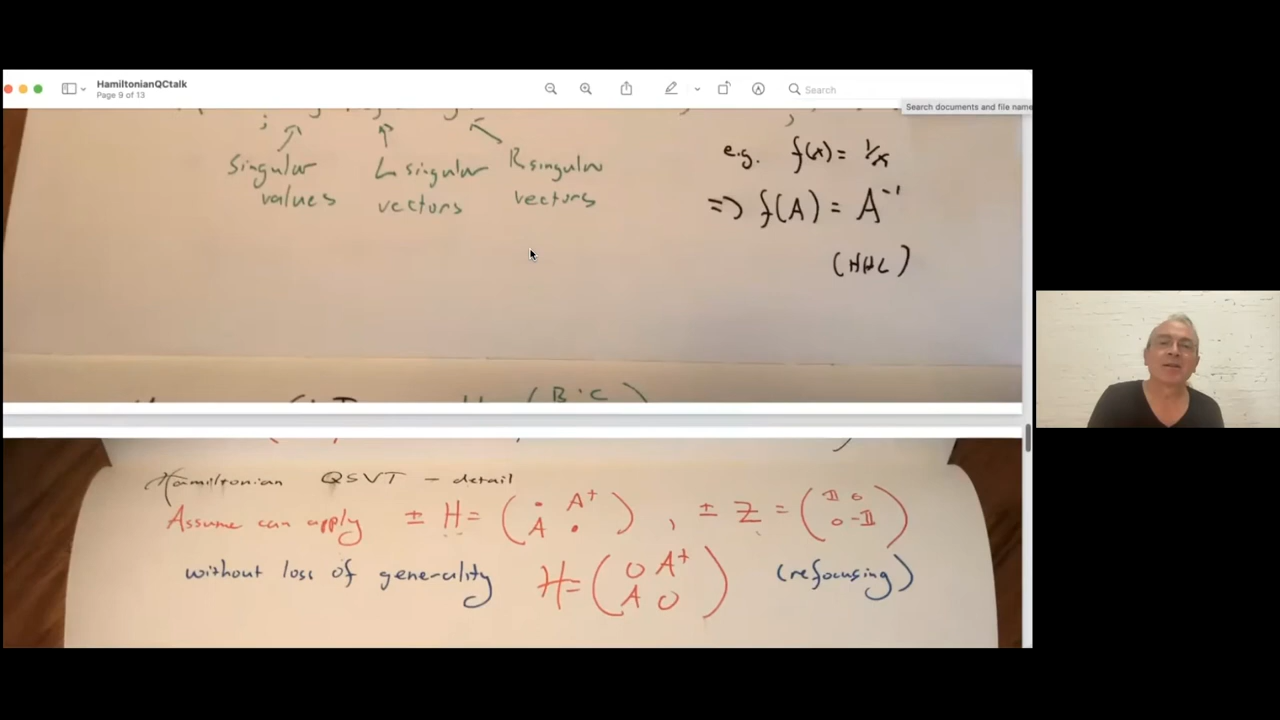 HamiltonianQCtalk
Page 9 of 13
Search
Search documents and file name
Singular values
L singular vectors
R singular vectors
e.g. f(x) = 1/x
=> f(A) = A⁻¹
(HHL)
(B · C)
Hamiltonian QSVT – detail
Assume can apply ± H = ( · A† ; A · ) , ± Z = ( 𝟙 0 ; 0 -𝟙 )
without loss of generality H = ( 0 A† ; A 0 ) (refocusing)